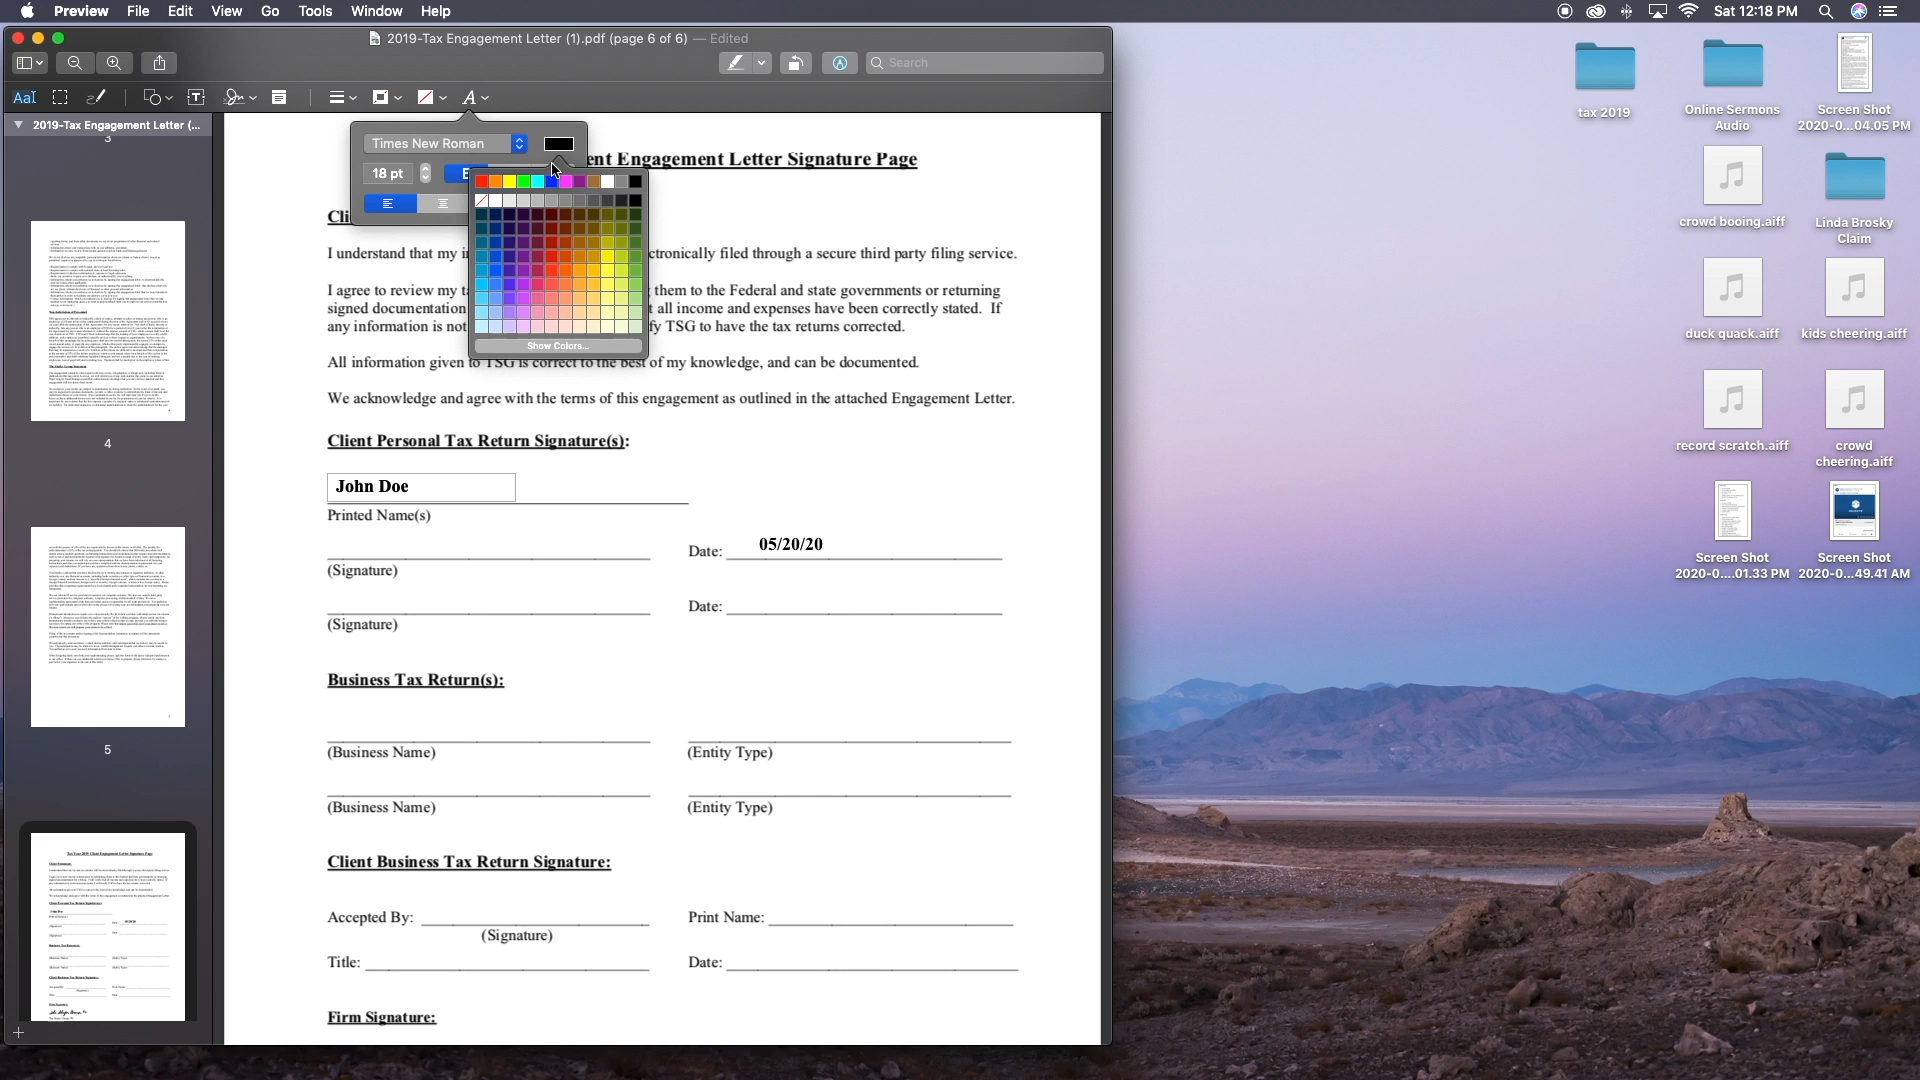 Preview File Edit View Go Tools Window Help
Sat 12:18 PM
2019-Tax Engagement Letter (1).pdf (page 6 of 6) — Edited
Search
AaI
T
A
2019-Tax Engagement Letter (...
3
4
5
Times New Roman
18 pt
Show Colors...
Engagement Letter Signature Page
I understand that my
ctronically filed through a secure third party filing service.
I agree to review my
them to the Federal and state governments or returning
signed documentation
all income and expenses have been correctly stated. If
any information is not
TSG to have the tax returns corrected.
All information given to TSG is correct to the best of my knowledge, and can be documented.
We acknowledge and agree with the terms of this engagement as outlined in the attached Engagement Letter.
Client Personal Tax Return Signature(s):
John Doe
Printed Name(s)
Date: 05/20/20
(Signature)
Date:
(Signature)
Business Tax Return(s):
(Business Name) (Entity Type)
(Business Name) (Entity Type)
Client Business Tax Return Signature:
Accepted By: Print Name:
(Signature)
Title: Date:
Firm Signature:
tax 2019
Online Sermons Audio
Screen Shot 2020-0...04.05 PM
crowd booing.aiff
Linda Brosky Claim
duck quack.aiff
kids cheering.aiff
record scratch.aiff
crowd cheering.aiff
Screen Shot 2020-0....01.33 PM
Screen Shot 2020-0...49.41 AM